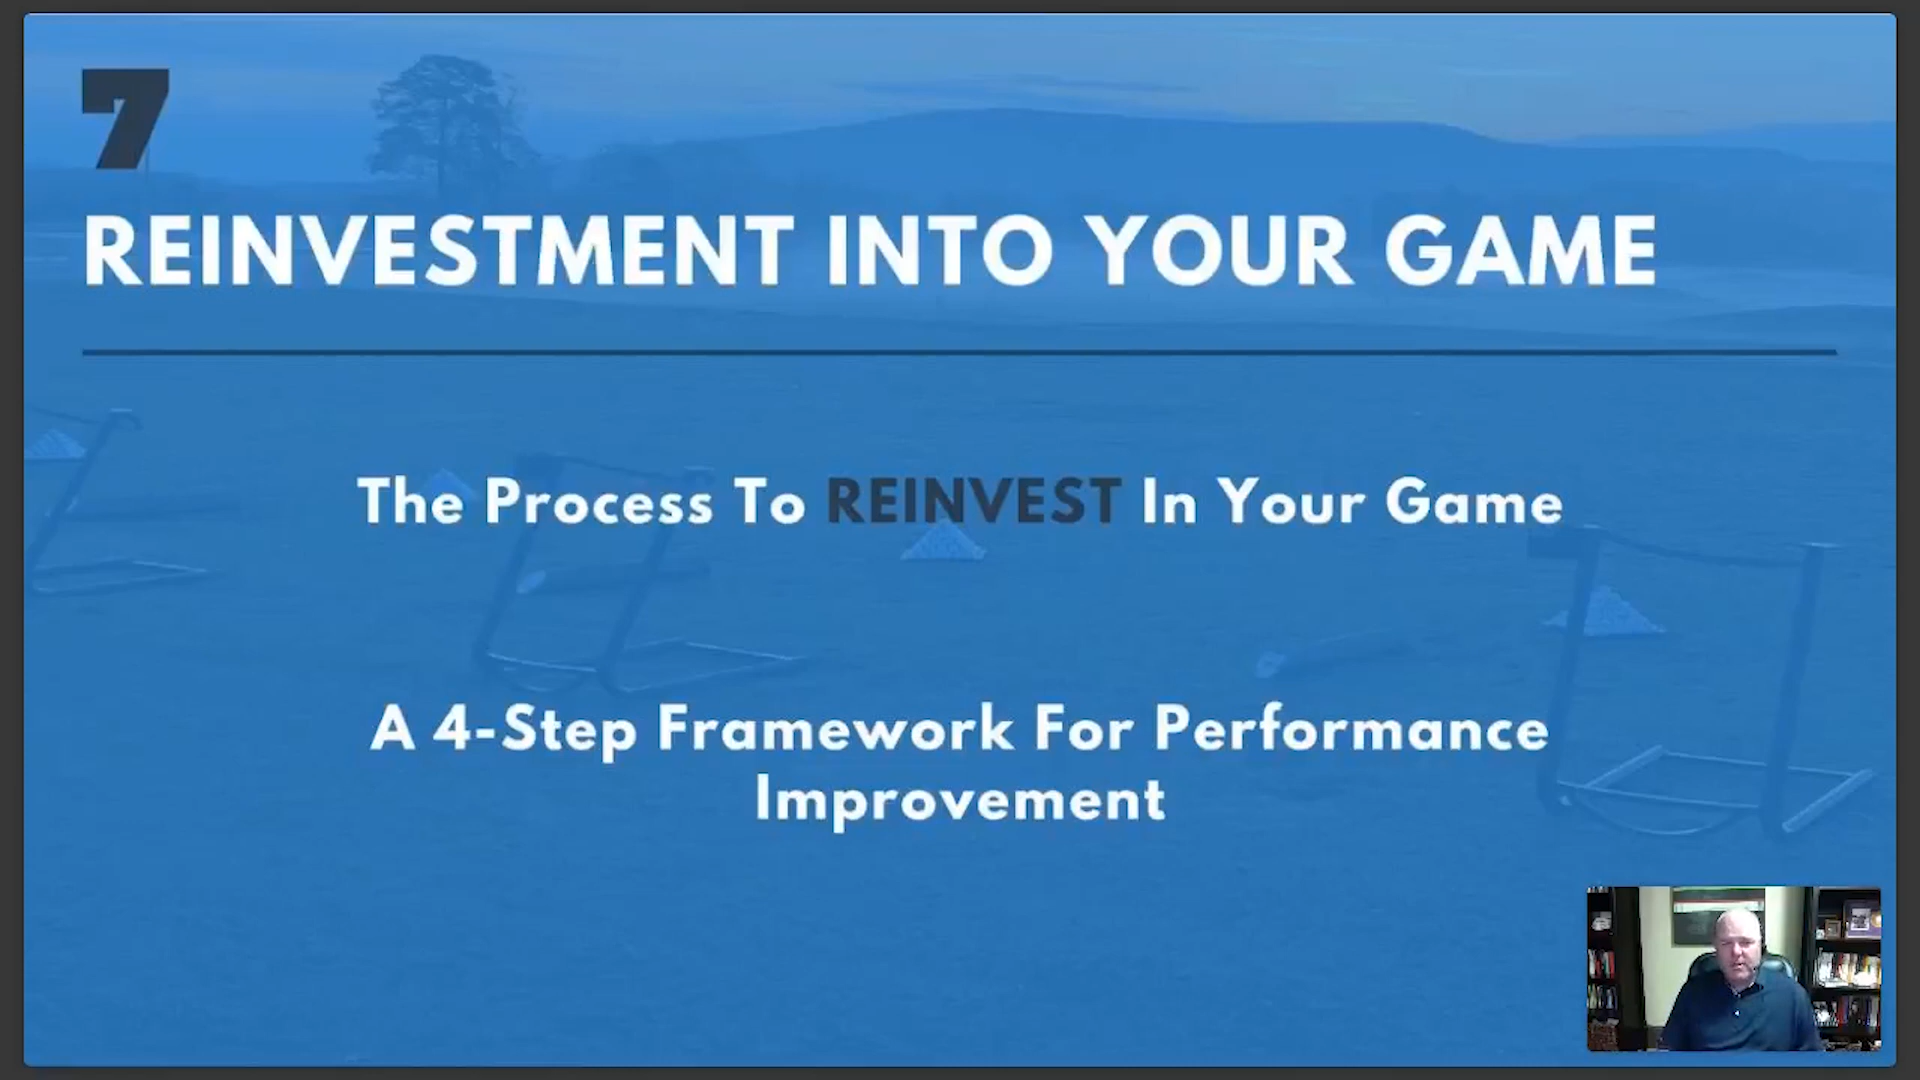 7
REINVESTMENT INTO YOUR GAME
The Process To REINVEST In Your Game
A 4-Step Framework For Performance
Improvement